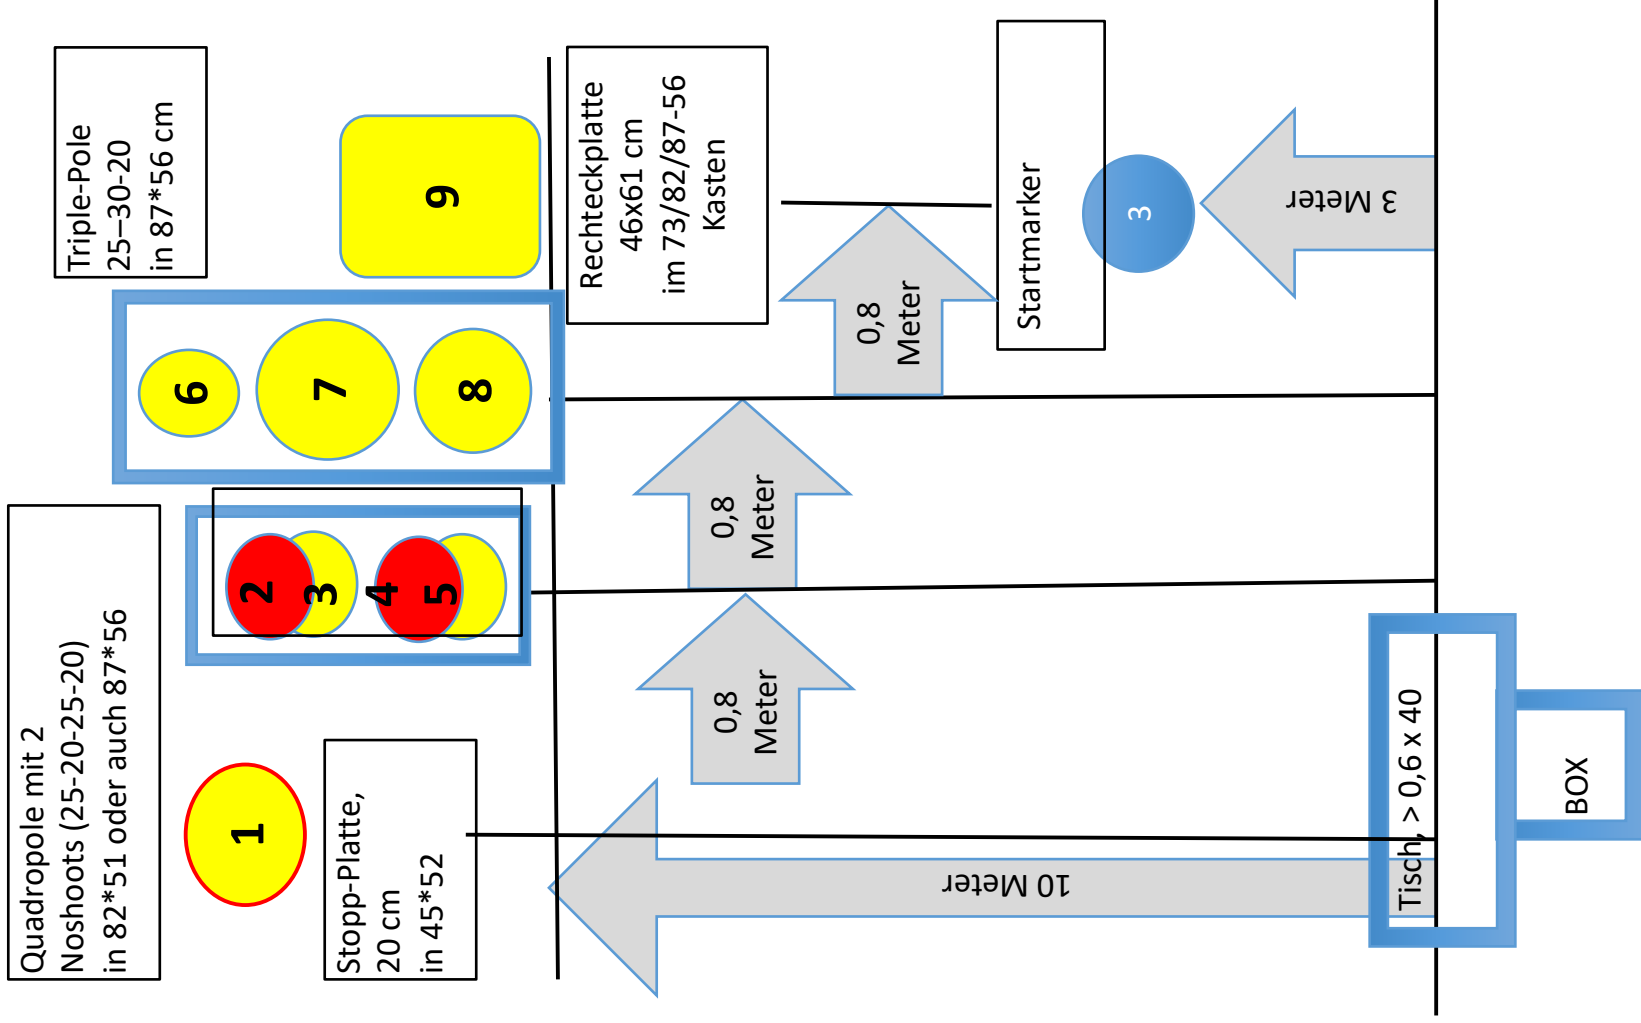 Quadropole mit 2
Noshoots (25-20-25-20)
in 82*51 oder auch 87*56
Triple-Pole
25–30-20
in 87*56 cm
1
2
3
4
5
6
7
8
9
Stopp-Platte,
20 cm
in 45*52
Rechteckplatte
46x61 cm
im 73/82/87-56
Kasten
0,8
Meter
0,8
Meter
0,8
Meter
10 Meter
Startmarker
3
3 Meter
Tisch, > 0,6 x 40
BOX